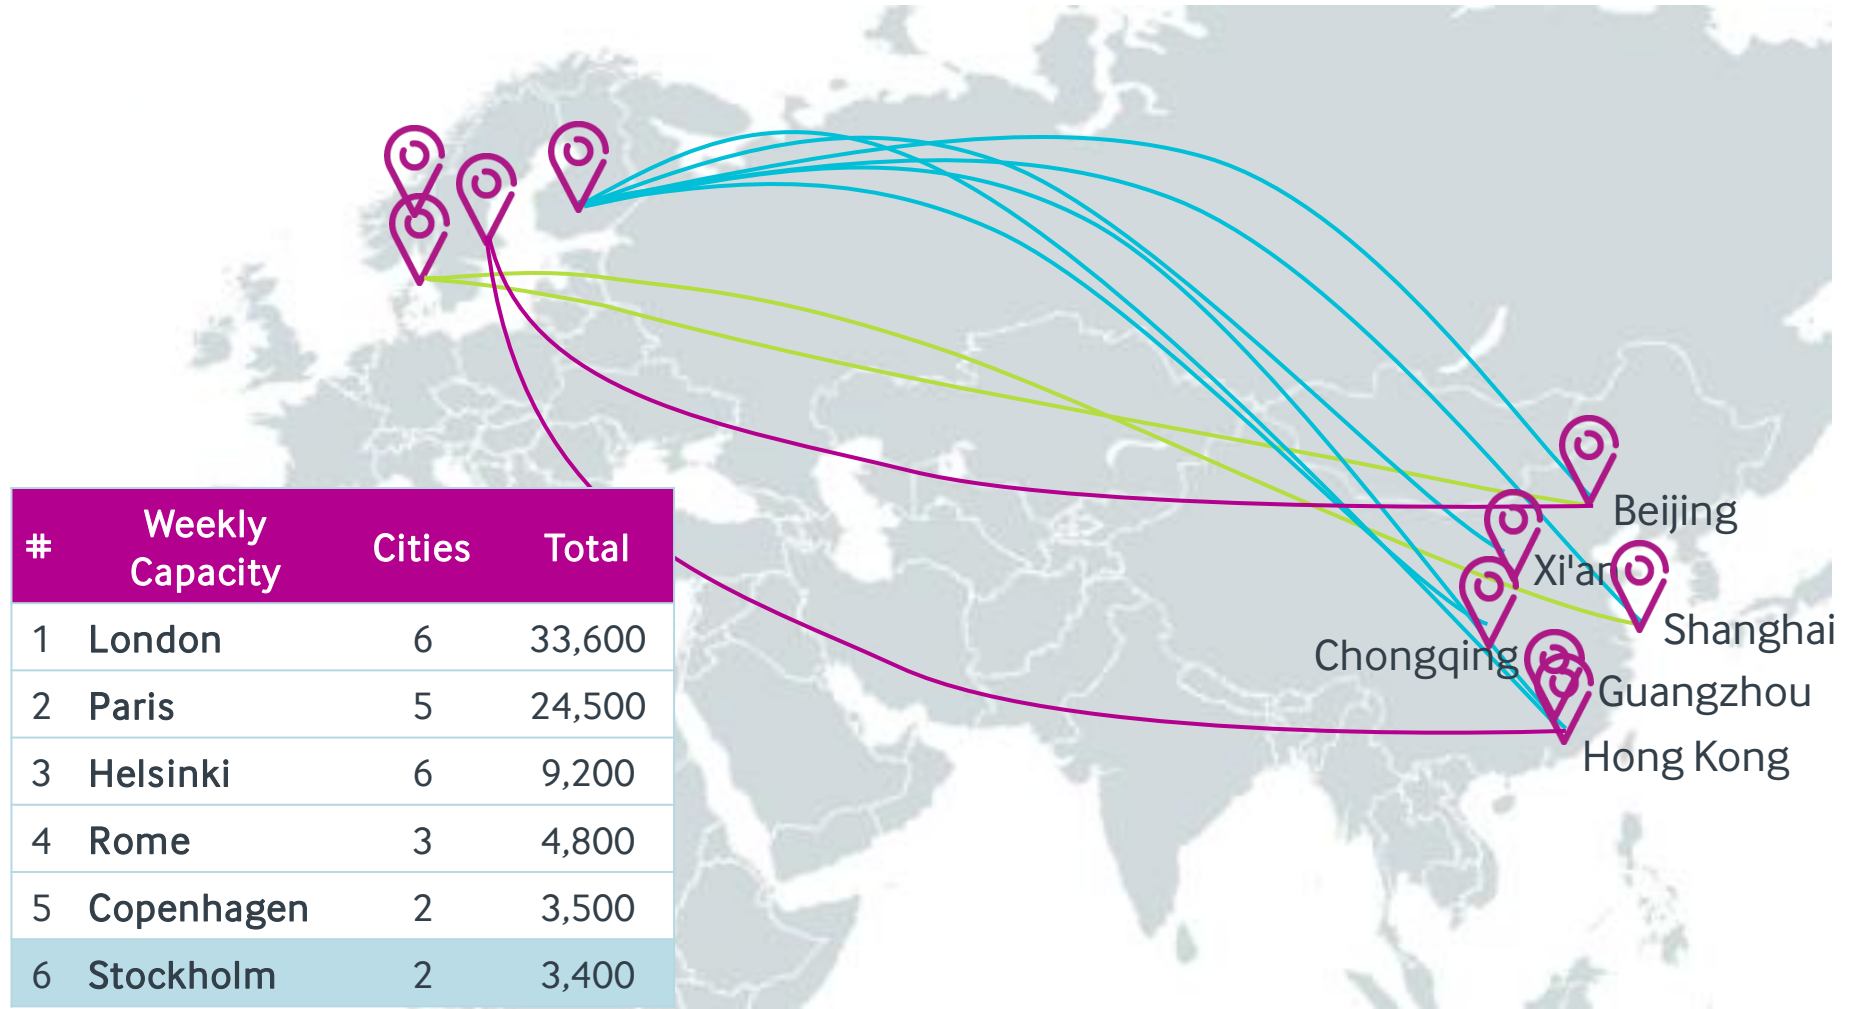 # Weekly Capacity Cities Total
1 London 6 33,600
2 Paris 5 24,500
3 Helsinki 6 9,200
4 Rome 3 4,800
5 Copenhagen 2 3,500
6 Stockholm 2 3,400
Beijing
Xi'an
Shanghai
Chongqing
Guangzhou
Hong Kong